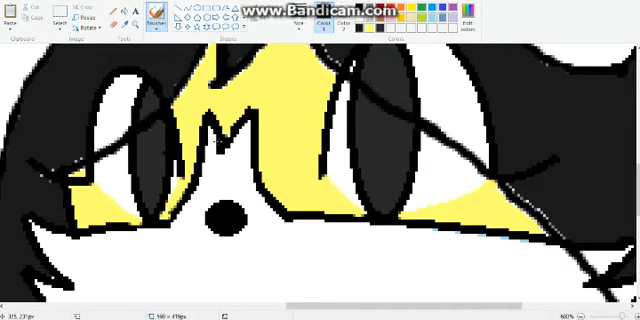 www.Bandicam.com
Paste
Cut
Copy
Select
Crop
Resize
Rotate
Brushes
Color 1
Color 2
Edit colors
Clipboard
Image
Tools
Shapes
Colors
600%